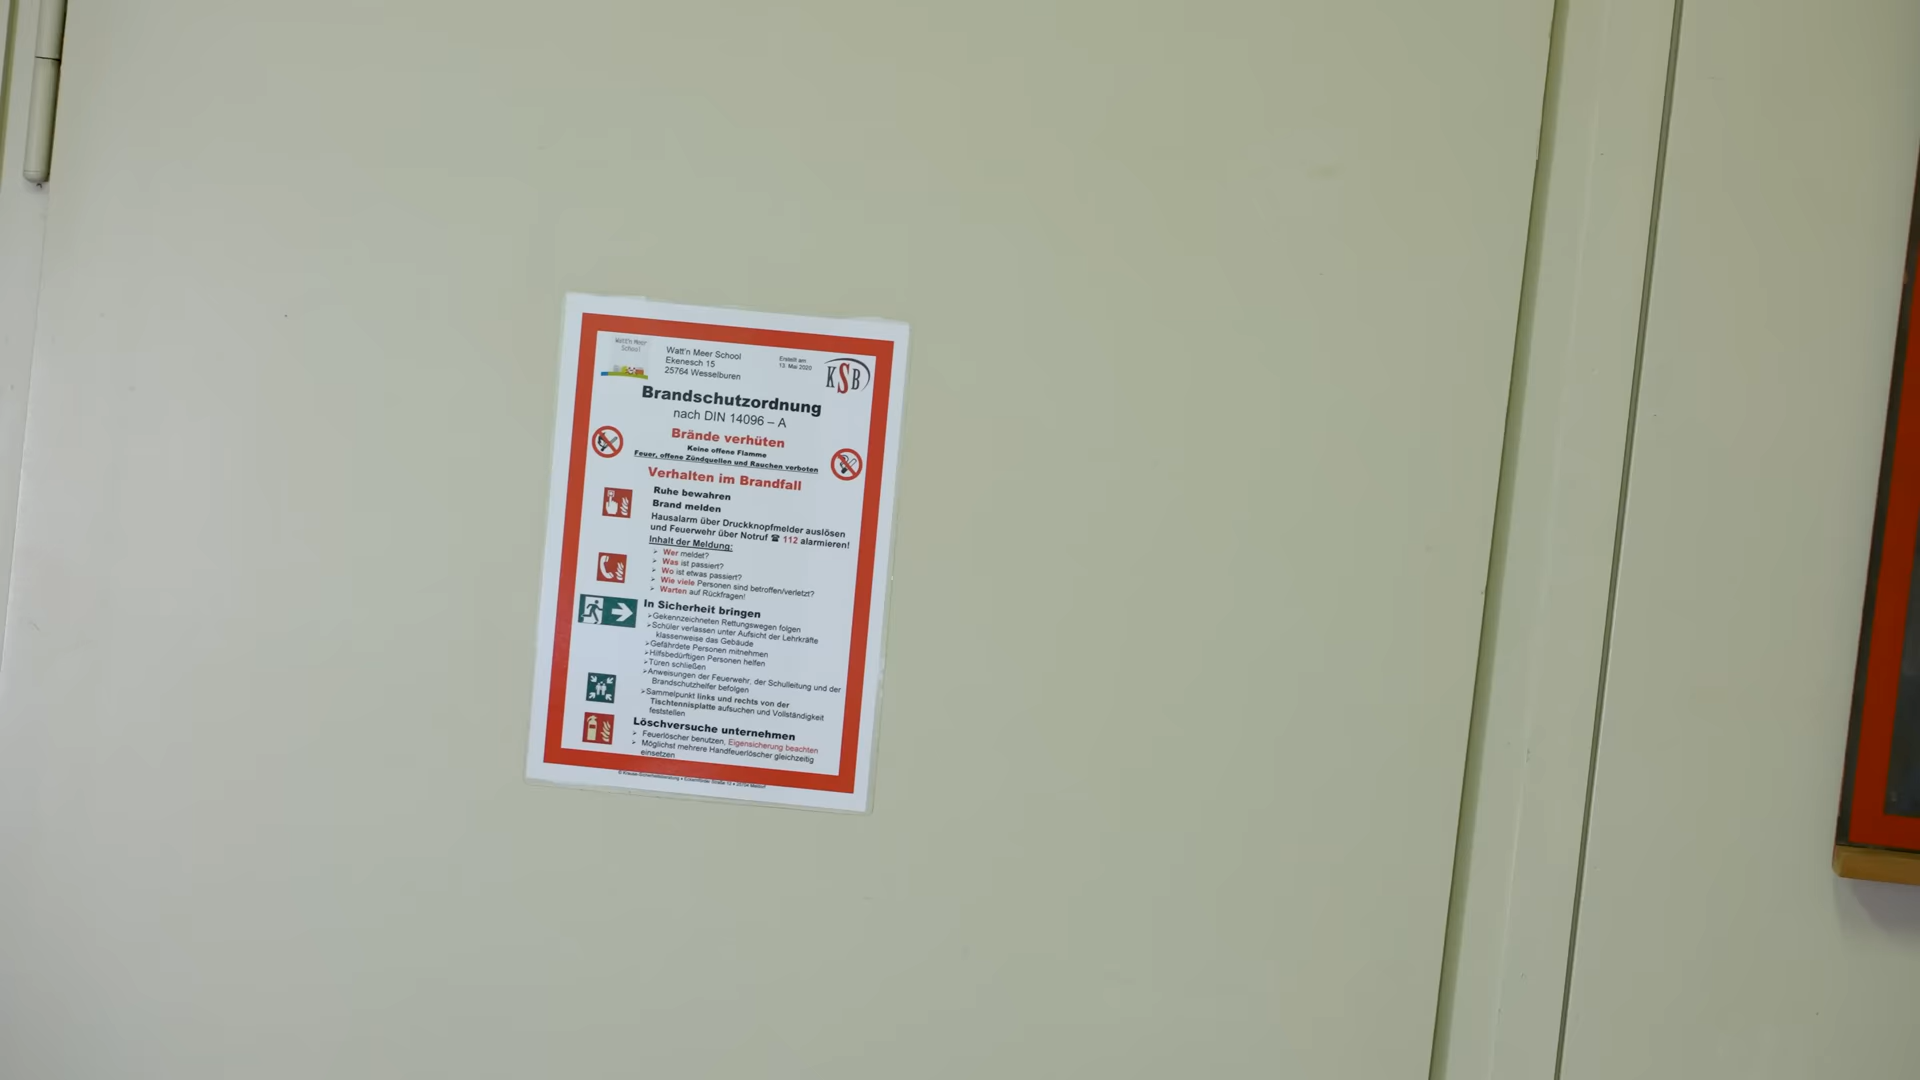 Watt'n Meer
School
Watt'n Meer School
Ekenesch 15
25764 Wesselburen
Erstellt am
13. Mai 2020
KSB
Brandschutzordnung
nach DIN 14096 – A
Brände verhüten
Keine offene Flamme
Feuer, offene Zündquellen und Rauchen verboten
Verhalten im Brandfall
Ruhe bewahren
Brand melden
Hausalarm über Druckknopfmelder auslösen
und Feuerwehr über Notruf ☎ 112 alarmieren!
Inhalt der Meldung:
➢ Wer meldet?
➢ Was ist passiert?
➢ Wo ist etwas passiert?
➢ Wie viele Personen sind betroffen/verletzt?
➢ Warten auf Rückfragen!
In Sicherheit bringen
➢Gekennzeichneten Rettungswegen folgen
➢Schüler verlassen unter Aufsicht der Lehrkräfte
klassenweise das Gebäude
➢Gefährdete Personen mitnehmen
➢Hilfsbedürftigen Personen helfen
➢Türen schließen
➢Anweisungen der Feuerwehr, der Schulleitung und der
Brandschutzhelfer befolgen
➢Sammelpunkt links und rechts von der
Tischtennisplatte aufsuchen und Vollständigkeit
feststellen
Löschversuche unternehmen
➢ Feuerlöscher benutzen, Eigensicherung beachten
➢ Möglichst mehrere Handfeuerlöscher gleichzeitig
einsetzen